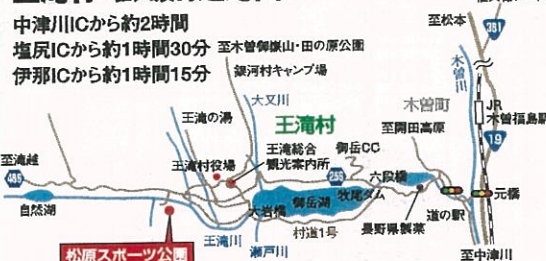 中津川ICから約2時間
塩尻ICから約1時間30分
伊那ICから約1時間15分
至木曽御嶽山・田の原公園
銀河村キャンプ場
至松本
361
木曽川
大又川
王滝の湯
王滝村
木曽町
JR
木曽福島駅
至開田高原
19
王滝村役場
王滝総合
観光案内所
御岳CC
至滝越
486
256
六段橋
自然湖
大岩橋
御岳湖
牧尾ダム
元橋
道の駅
長野県製薬
村道1号
王滝川
瀬戸川
松原スポーツ公園
至中津川